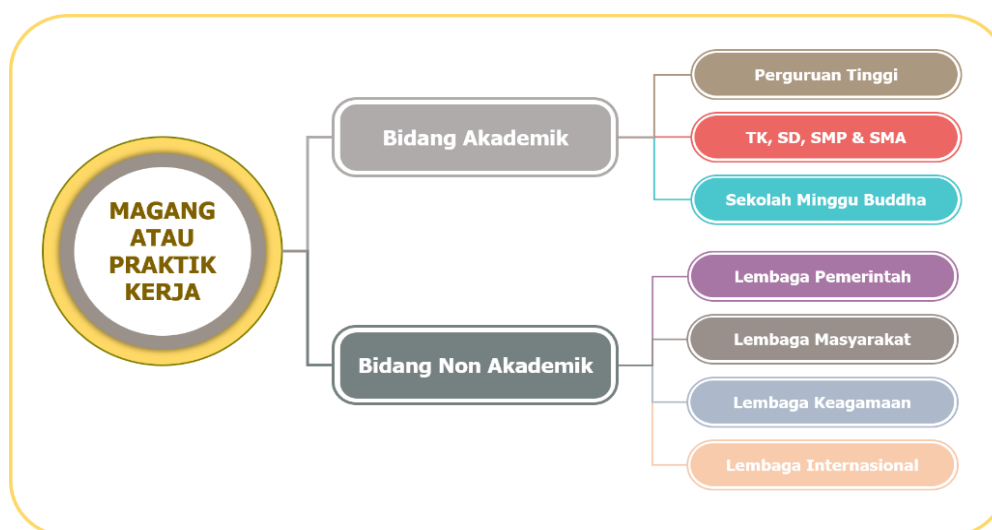 MAGANG
ATAU
PRAKTIK
KERJA
Bidang Akademik
Perguruan Tinggi
TK, SD, SMP & SMA
Sekolah Minggu Buddha
Bidang Non Akademik
Lembaga Pemerintah
Lembaga Masyarakat
Lembaga Keagamaan
Lembaga Internasional